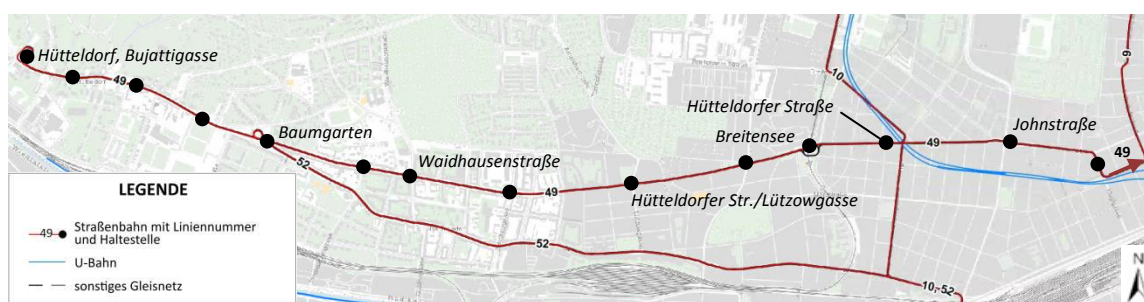 Hütteldorf, Bujattigasse
49
Baumgarten
52
Waidhausenstraße
49
Hütteldorfer Str./Lützowgasse
52
Breitensee
Hütteldorfer Straße
10
49
Johnstraße
49
9
10, 52
N
LEGENDE
49
Straßenbahn mit Liniennummer
und Haltestelle
U-Bahn
sonstiges Gleisnetz